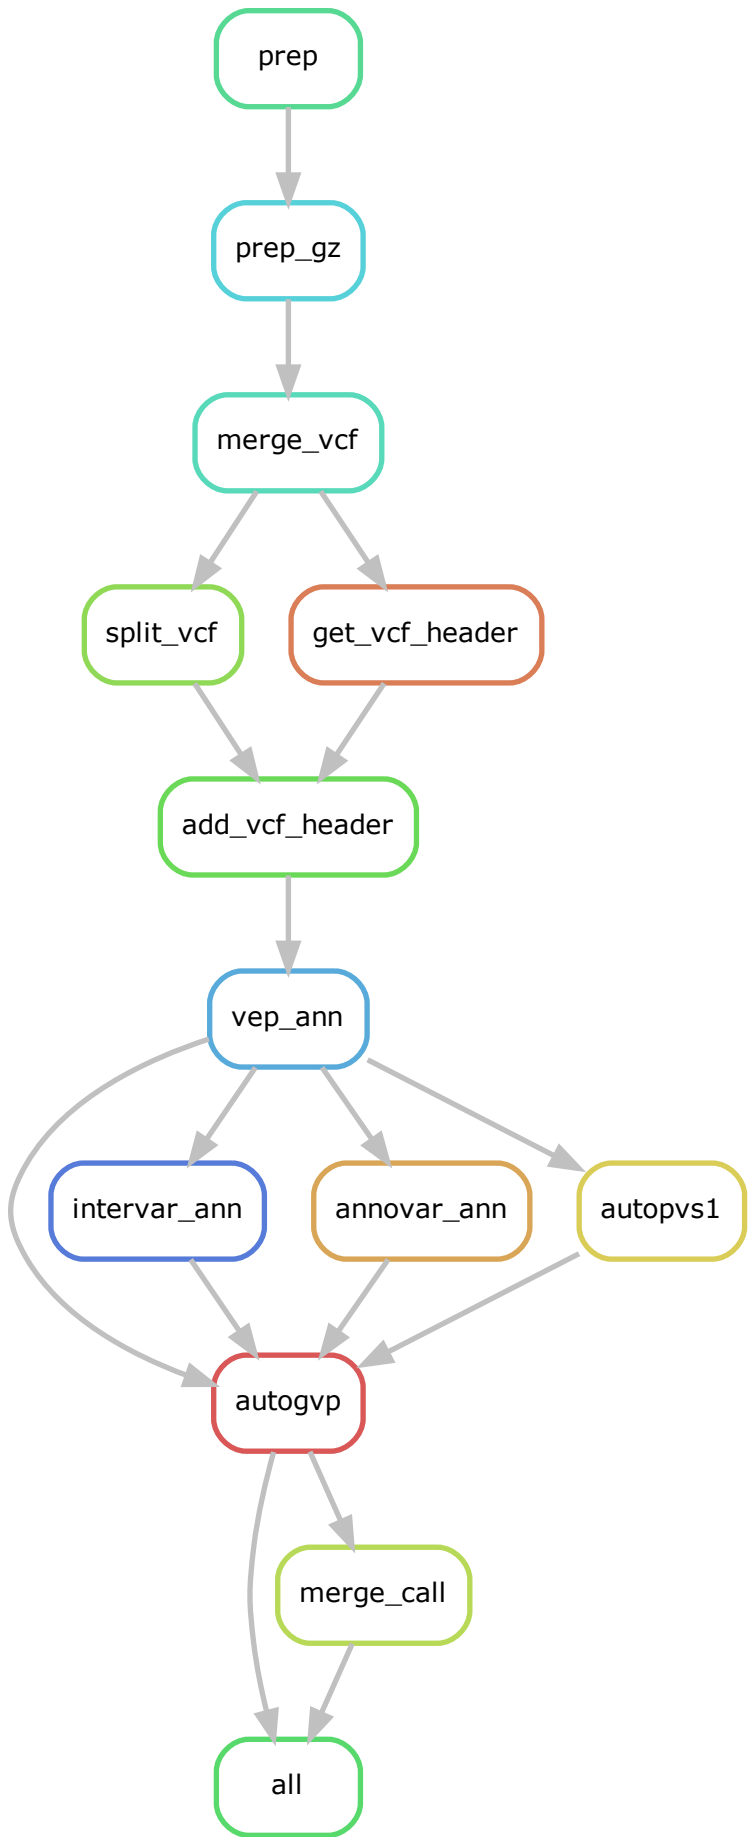 prep
prep_gz
merge_vcf
split_vcf
get_vcf_header
add_vcf_header
vep_ann
intervar_ann
annovar_ann
autopvs1
autogvp
merge_call
all